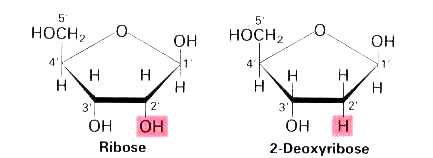 5'
HOCH₂
O
OH
4'
1'
H
H
H
H
3'
2'
OH
OH
Ribose
5'
HOCH₂
O
OH
4'
1'
H
H
H
H
3'
2'
OH
H
2-Deoxyribose